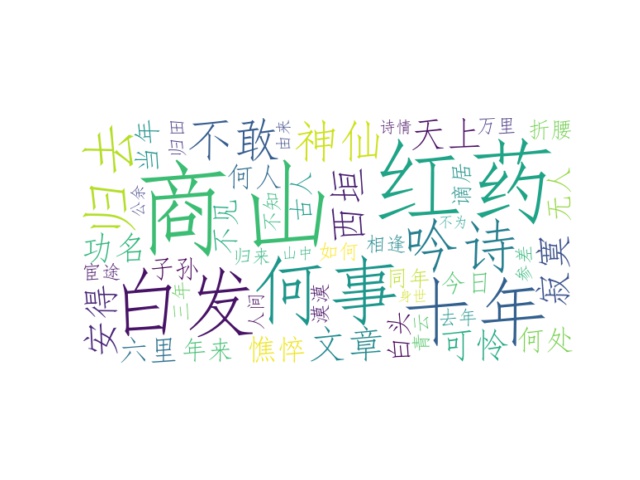 归去
当年
归田
不敢
由来
神仙
诗情
天上
万里
折腰
公余
商山
何人
不见
不知
古人
西垣
红药
谪居
无人
功名
归来
山中
如何
相逢
吟诗
不为
参差
寂寞
宦途
子孙
安得
白发
三年
人间
何事
漠漠
同年
身世
今日
十年
六里
年来
憔悴
文章
白头
青云
去年
可怜
何处